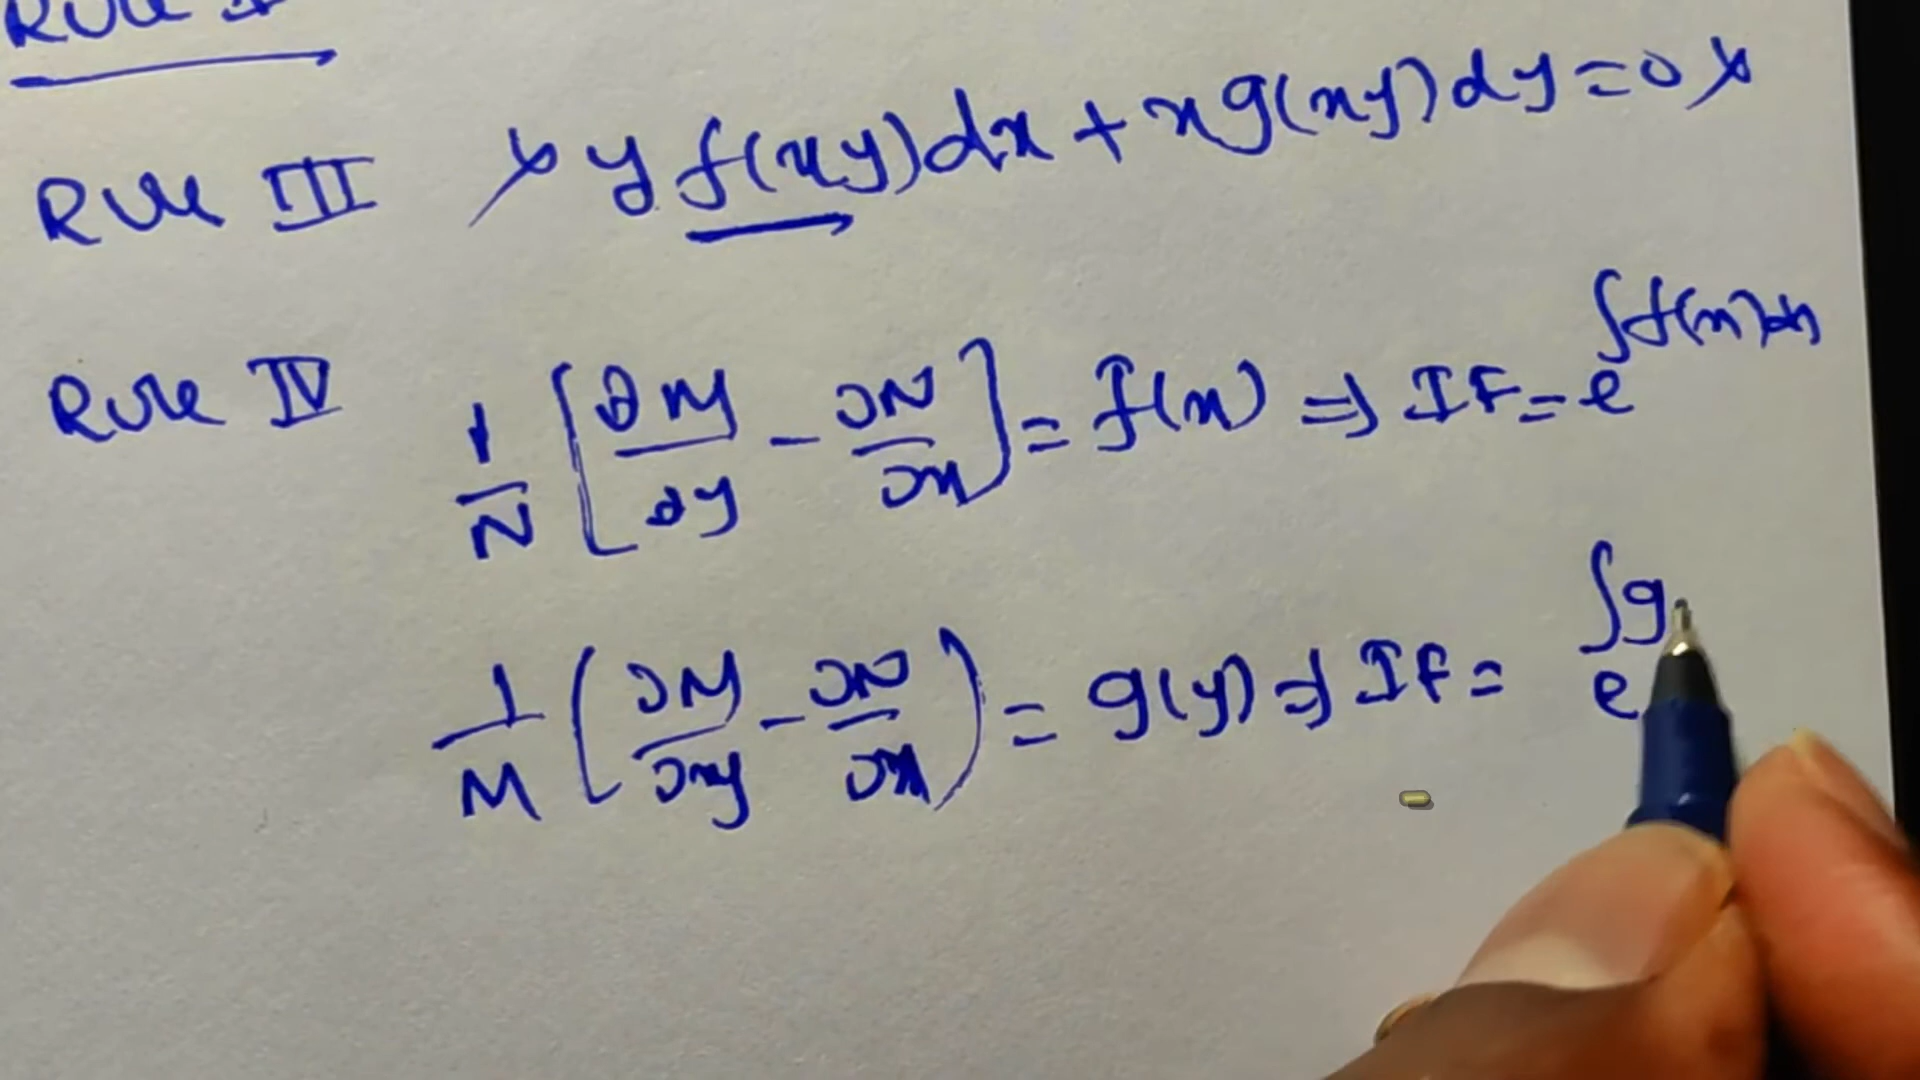 Rule III y f(xy)dx + x g(xy)dy = 0
Rule IV 1/N [∂M/∂y - ∂N/∂x] = f(x) ⇒ IF = e^∫f(x)dx
1/M (∂M/∂y - ∂N/∂x) = g(y) ⇒ IF = e^∫g